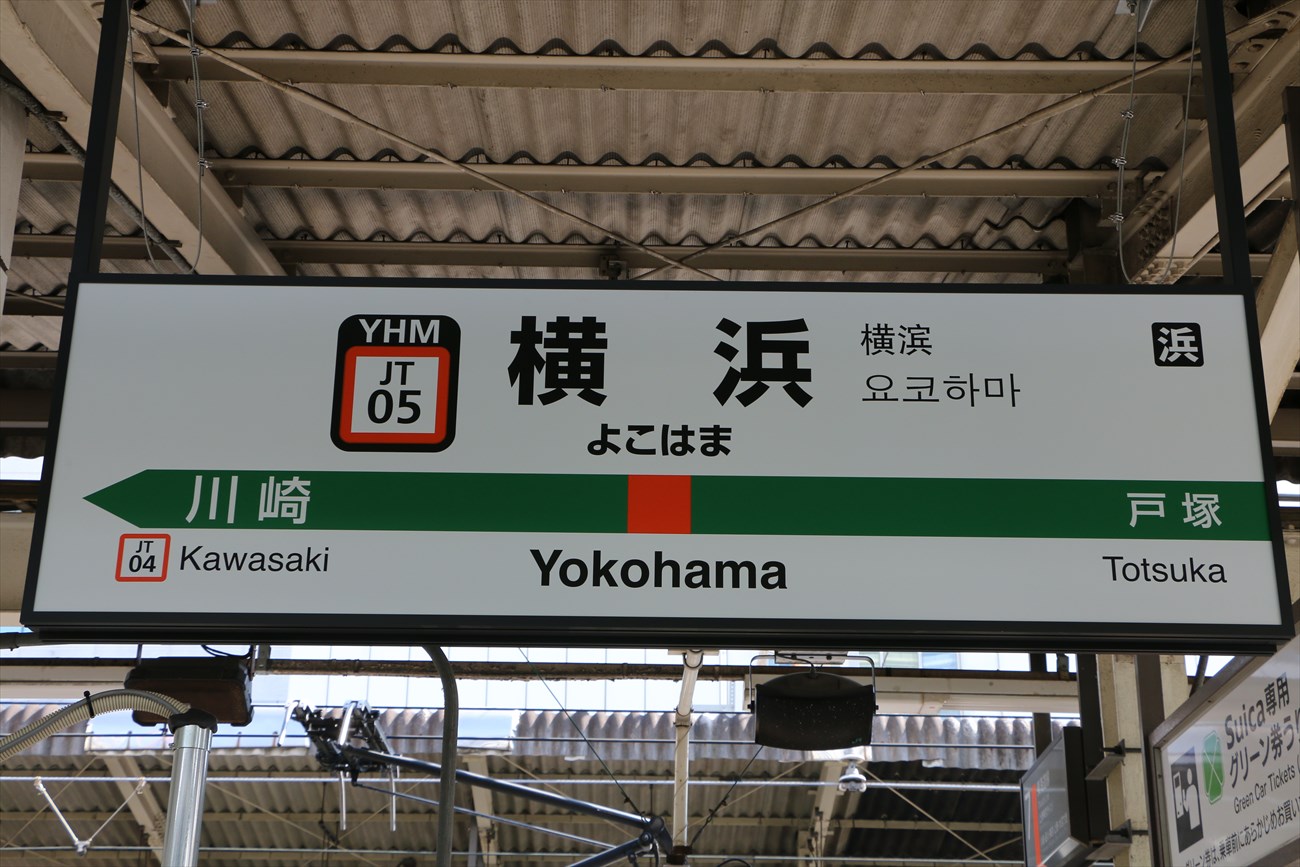 YHM
JT
05
横浜
横滨
요코하마
浜
よこはま
川崎
戸塚
JT
04
Kawasaki
Yokohama
Totsuka
Suica専用
グリーン券う
Green Car Tickets